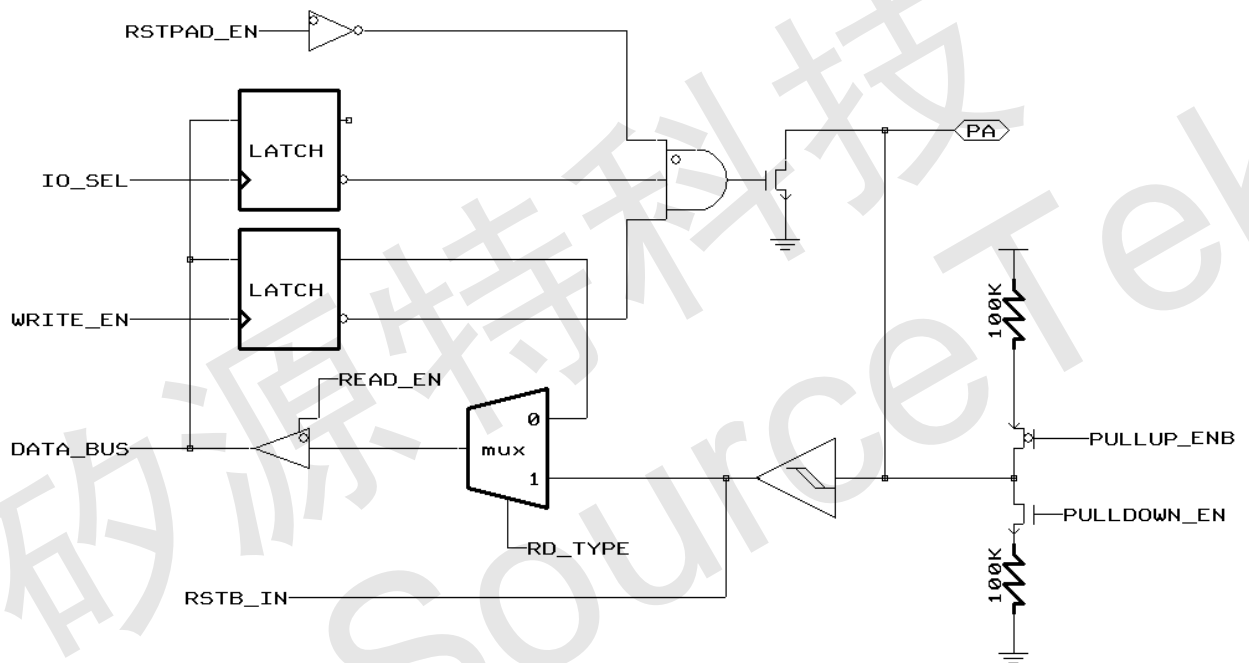 RSTPAD_EN
LATCH
PA
IO_SEL
LATCH
100K
WRITE_EN
READ_EN
0
DATA_BUS
mux
PULLUP_ENB
1
PULLDOWN_EN
RD_TYPE
100K
RSTB_IN
矽源特科技
SourceTek